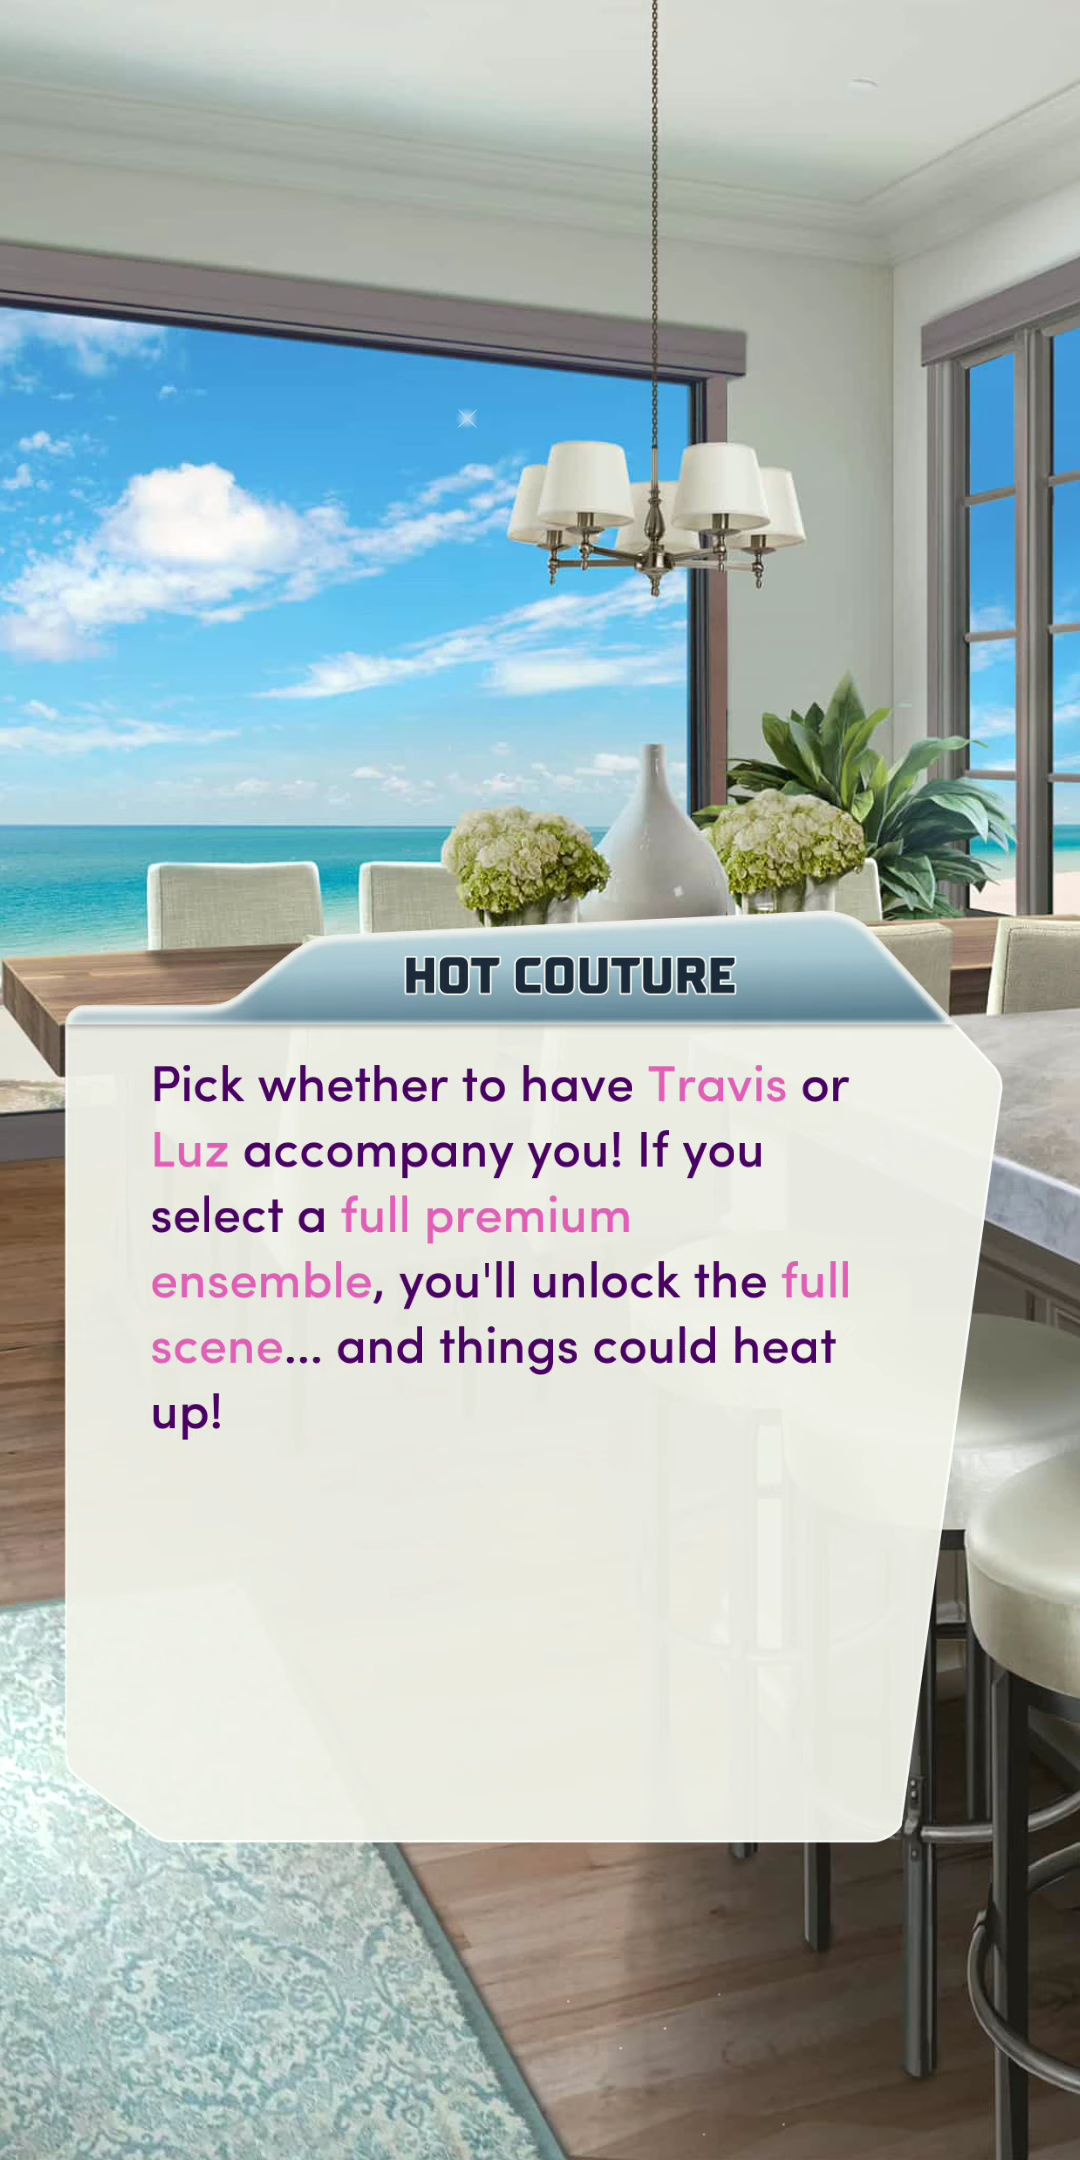 HOT COUTURE
Pick whether to have Travis or
Luz accompany you! If you
select a full premium
ensemble, you'll unlock the full
scene... and things could heat
up!